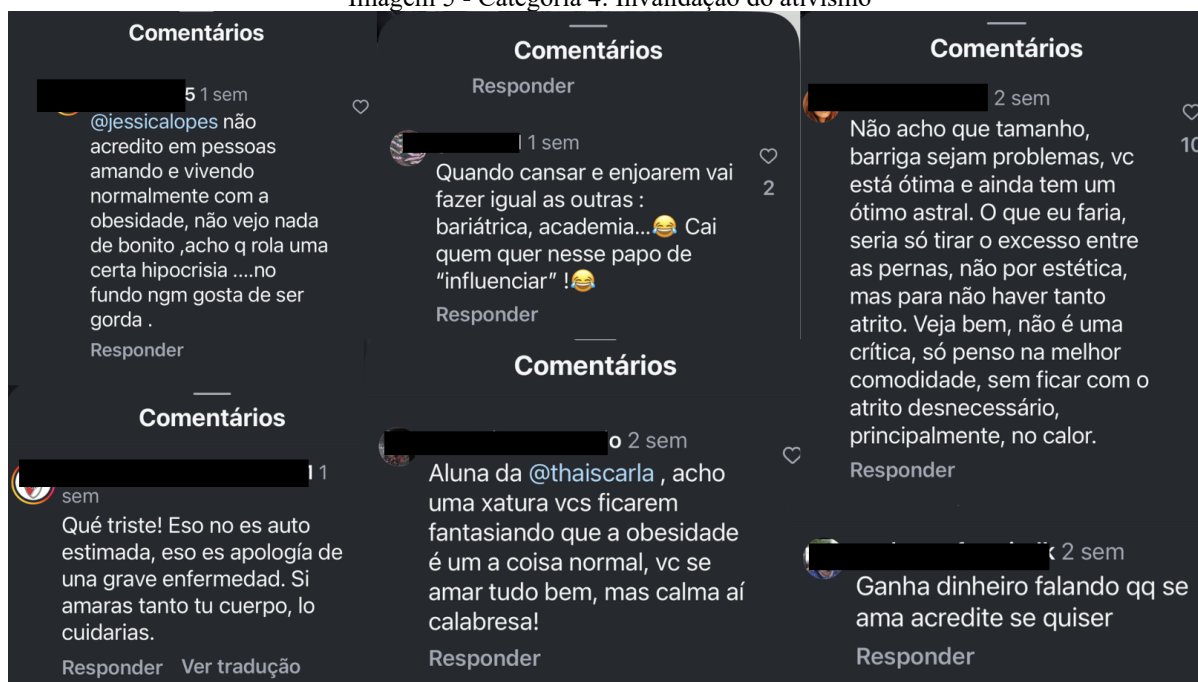 Imagem 5 - Categoria 4: Invalidação do ativismo
Comentários
5 1 sem
@jessicalopes não
acredito em pessoas
amando e vivendo
normalmente com a
obesidade, não vejo nada
de bonito ,acho q rola uma
certa hipocrisia ....no
fundo ngm gosta de ser
gorda .
Responder
Comentários
1
sem
Qué triste! Eso no es auto
estimada, eso es apología de
una grave enfermedad. Si
amaras tanto tu cuerpo, lo
cuidarias.
Responder Ver tradução
Comentários
Responder
1 sem
Quando cansar e enjoarem vai
fazer igual as outras :
bariátrica, academia...😂 Cai
quem quer nesse papo de
“influenciar” !😂
2
Responder
Comentários
o 2 sem
Aluna da @thaiscarla , acho
uma xatura vcs ficarem
fantasiando que a obesidade
é um a coisa normal, vc se
amar tudo bem, mas calma aí
calabresa!
Responder
Comentários
2 sem
Não acho que tamanho,
barriga sejam problemas, vc
está ótima e ainda tem um
ótimo astral. O que eu faria,
seria só tirar o excesso entre
as pernas, não por estética,
mas para não haver tanto
atrito. Veja bem, não é uma
crítica, só penso na melhor
comodidade, sem ficar com o
atrito desnecessário,
principalmente, no calor.
10
Responder
k 2 sem
Ganha dinheiro falando qq se
ama acredite se quiser
Responder